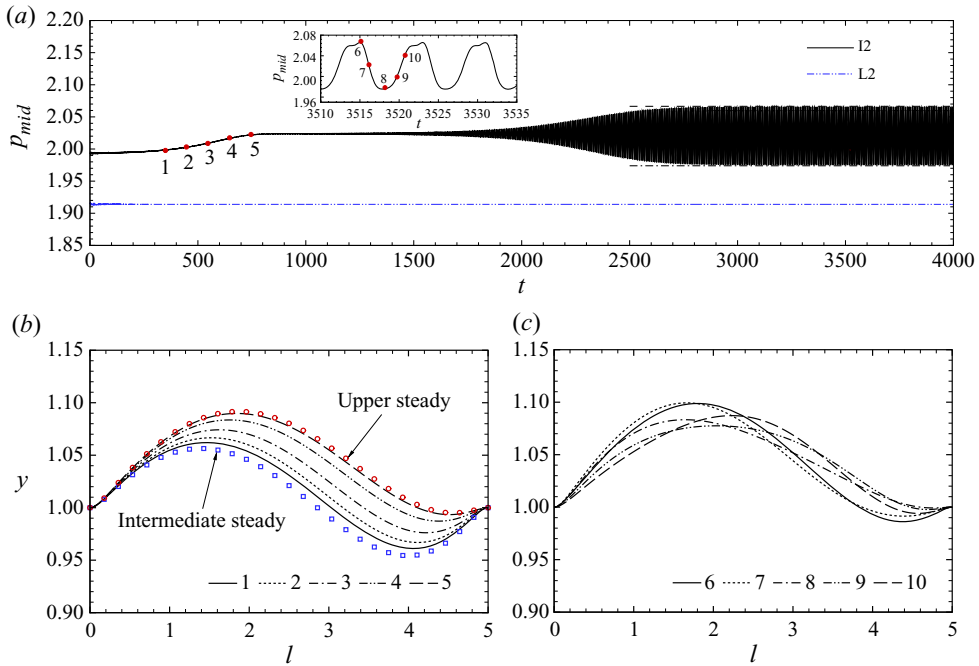 (a)
2.20
2.15
2.10
2.05
2.00
1.95
1.90
1.85
p_mid
2.08
2.04
2.00
1.96
p_mid
6
7
8
9
10
3510 3515 3520 3525 3530 3535
t
I2
L2
1 2 3 4 5
0 500 1000 1500 2000 2500 3000 3500 4000
t
(b)
1.15
1.10
1.05
1.00
0.95
0.90
y
Upper steady
Intermediate steady
1 2 3 4 5
0 1 2 3 4 5
l
(c)
1.15
1.10
1.05
1.00
0.95
0.90
6 7 8 9 10
0 1 2 3 4 5
l